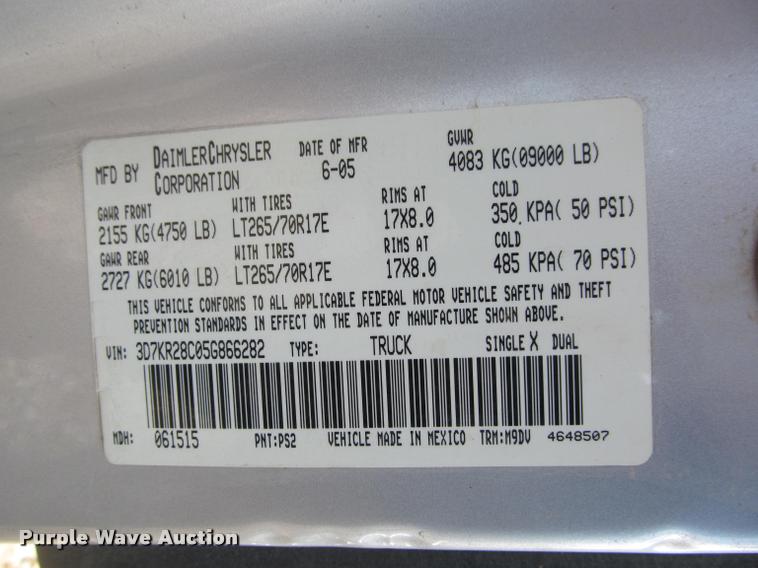 MFD BY DAIMLERCHRYSLER CORPORATION DATE OF MFR 6-05 GVWR 4083 KG(09000 LB)
GAWR FRONT WITH TIRES RIMS AT COLD
2155 KG(4750 LB) LT265/70R17E 17X8.0 350 KPA( 50 PSI)
GAWR REAR WITH TIRES RIMS AT COLD
2727 KG(6010 LB) LT265/70R17E 17X8.0 485 KPA( 70 PSI)
THIS VEHICLE CONFORMS TO ALL APPLICABLE FEDERAL MOTOR VEHICLE SAFETY AND THEFT
PREVENTION STANDARDS IN EFFECT ON THE DATE OF MANUFACTURE SHOWN ABOVE.
VIN: 3D7KR28C05G866282 TYPE: TRUCK SINGLE X DUAL
MDH: 061515 PNT:PS2 VEHICLE MADE IN MEXICO TRM:M9DV 4648507
Purple Wave Auction